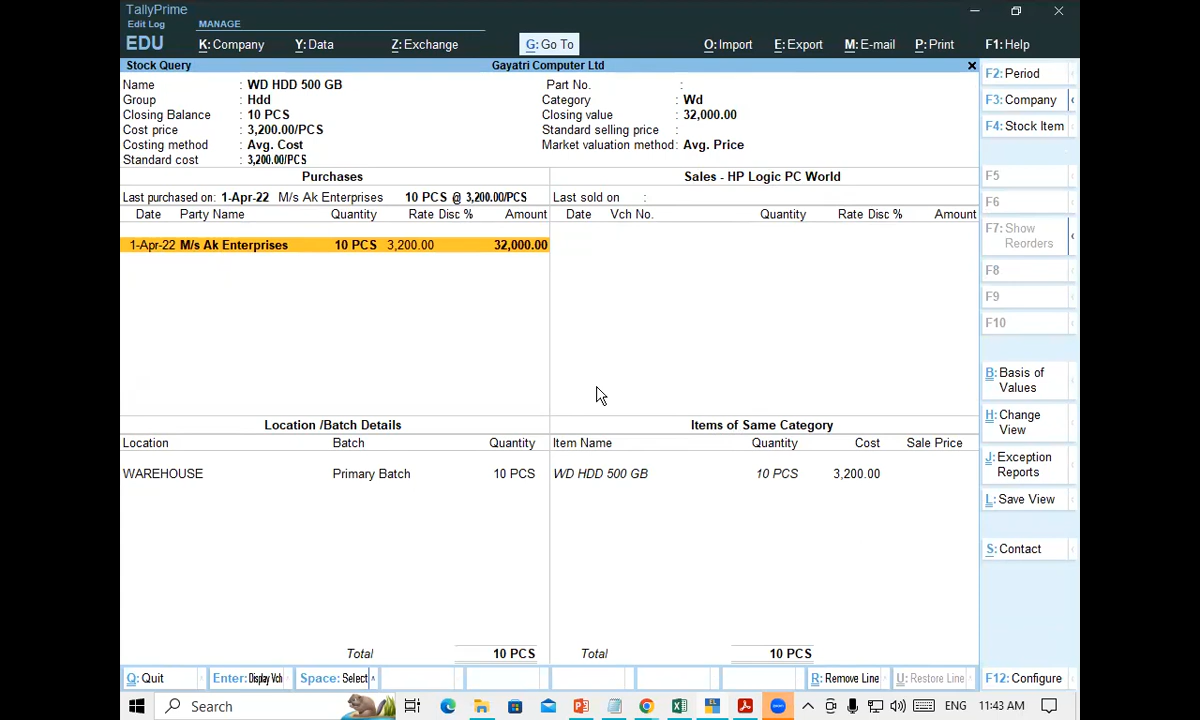 TallyPrime
Edit Log
MANAGE
EDU
K: Company
Y: Data
Z: Exchange
G: Go To
O: Import
E: Export
M: E-mail
P: Print
F1: Help
Stock Query
Gayatri Computer Ltd
Name : WD HDD 500 GB
Part No. :
Group : Hdd
Category : Wd
Closing Balance : 10 PCS
Closing value : 32,000.00
Cost price : 3,200.00/PCS
Standard selling price :
Costing method : Avg. Cost
Market valuation method : Avg. Price
Standard cost : 3,200.00/PCS
Purchases
Sales - HP Logic PC World
Last purchased on: 1-Apr-22 M/s Ak Enterprises 10 PCS @ 3,200.00/PCS
Last sold on :
Date Party Name Quantity Rate Disc % Amount
Date Vch No. Quantity Rate Disc % Amount
1-Apr-22 M/s Ak Enterprises 10 PCS 3,200.00 32,000.00
Location /Batch Details
Items of Same Category
Location Batch Quantity
Item Name Quantity Cost Sale Price
WAREHOUSE Primary Batch 10 PCS
WD HDD 500 GB 10 PCS 3,200.00
Total 10 PCS
Total 10 PCS
F2: Period
F3: Company
F4: Stock Item
F5
F6
F7: Show
Reorders
F8
F9
F10
B: Basis of
Values
H: Change
View
J: Exception
Reports
L: Save View
S: Contact
Q: Quit
Enter: Display Vch
Space: Select
R: Remove Line
U: Restore Line
F12: Configure
Search
ENG
11:43 AM